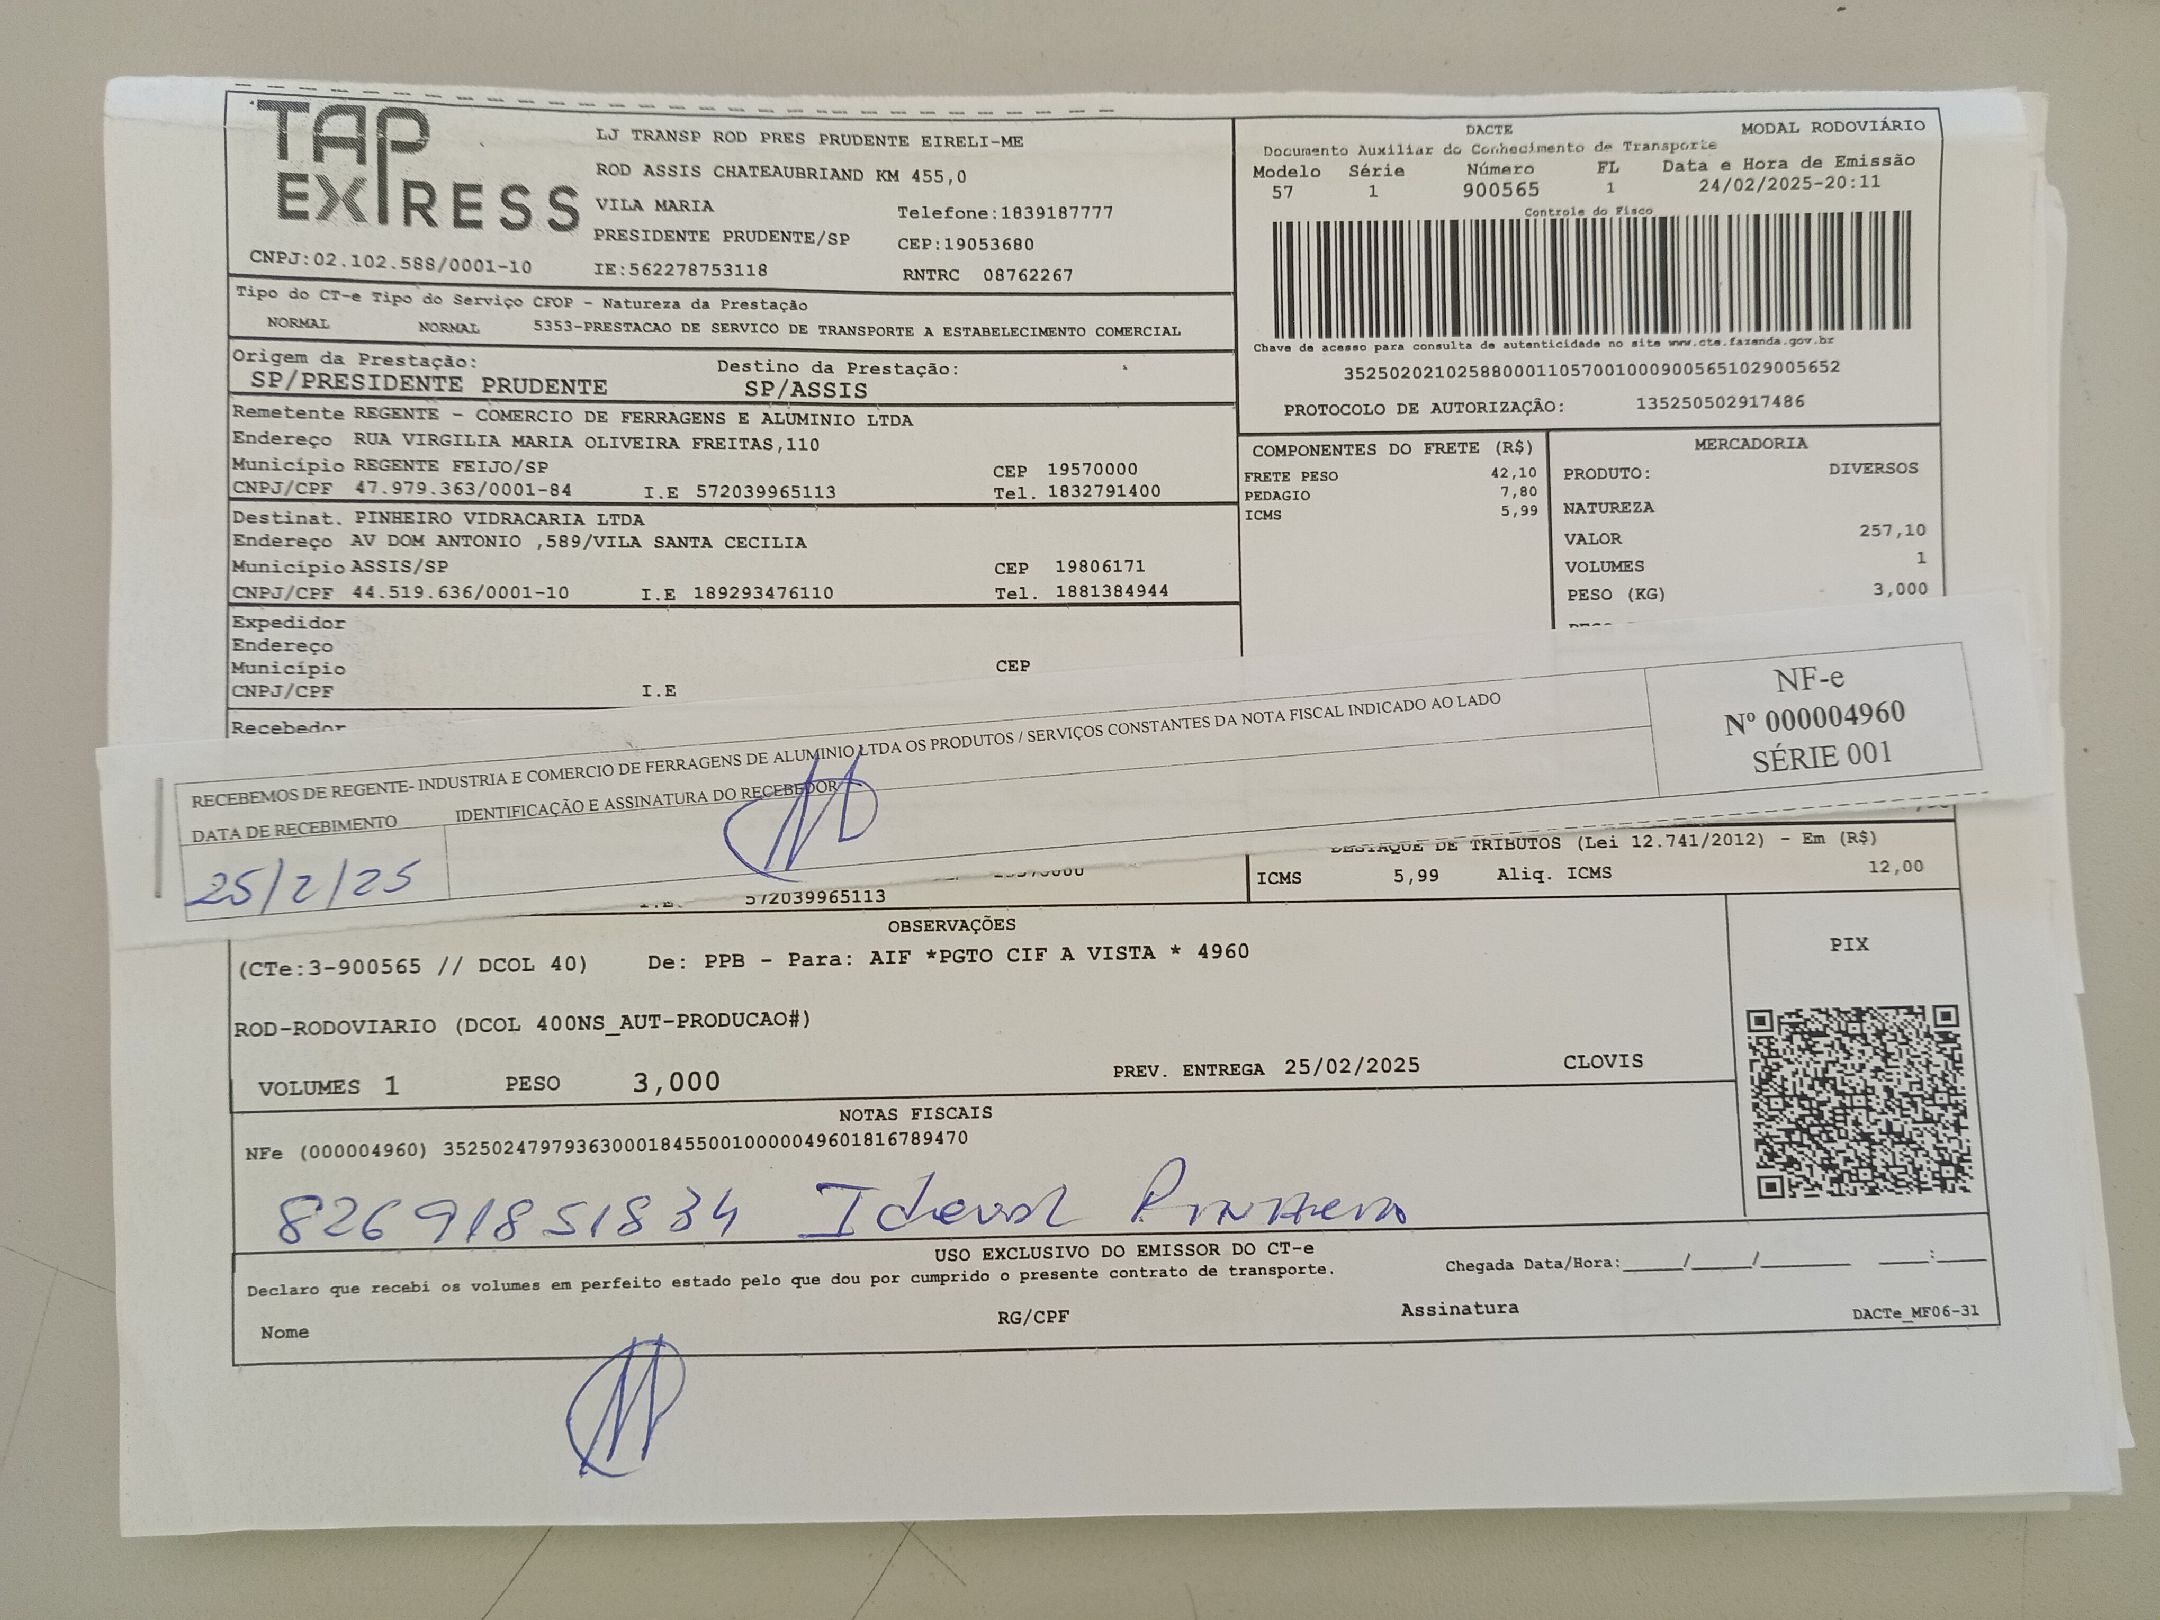 TAP EXPRESS
LJ TRANSP ROD PRES PRUDENTE EIRELI-ME
ROD ASSIS CHATEAUBRIAND KM 455,0
VILA MARIA Telefone:1839187777
PRESIDENTE PRUDENTE/SP CEP:19053680
CNPJ:02.102.588/0001-10 IE:562278753118 RNTRC 08762267
DACTE MODAL RODOVIÁRIO
Documento Auxiliar do Conhecimento de Transporte
Modelo Série Número FL Data e Hora de Emissão
57 1 900565 1 24/02/2025-20:11
Controle do Fisco
Chave de acesso para consulta de autenticidade no site www.cte.fazenda.gov.br
35250202102588000110570010009005651029005652
PROTOCOLO DE AUTORIZAÇÃO: 135250502917486
Tipo do CT-e Tipo do Serviço CFOP - Natureza da Prestação
NORMAL NORMAL 5353-PRESTACAO DE SERVICO DE TRANSPORTE A ESTABELECIMENTO COMERCIAL
Origem da Prestação: Destino da Prestação:
SP/PRESIDENTE PRUDENTE SP/ASSIS
Remetente REGENTE - COMERCIO DE FERRAGENS E ALUMINIO LTDA
Endereço RUA VIRGILIA MARIA OLIVEIRA FREITAS,110
Município REGENTE FEIJO/SP CEP 19570000
CNPJ/CPF 47.979.363/0001-84 I.E 572039965113 Tel. 1832791400
Destinat. PINHEIRO VIDRACARIA LTDA
Endereço AV DOM ANTONIO ,589/VILA SANTA CECILIA
Município ASSIS/SP CEP 19806171
CNPJ/CPF 44.519.636/0001-10 I.E 189293476110 Tel. 1881384944
Expedidor
Endereço
Município CEP
CNPJ/CPF I.E
Recebedor
COMPONENTES DO FRETE (R$)
FRETE PESO 42,10
PEDAGIO 7,80
ICMS 5,99
MERCADORIA
PRODUTO: DIVERSOS
NATUREZA
VALOR 257,10
VOLUMES 1
PESO (KG) 3,000
RECEBEMOS DE REGENTE- INDUSTRIA E COMERCIO DE FERRAGENS DE ALUMINIO LTDA OS PRODUTOS / SERVIÇOS CONSTANTES DA NOTA FISCAL INDICADO AO LADO
DATA DE RECEBIMENTO IDENTIFICAÇÃO E ASSINATURA DO RECEBEDOR
25/2/25
NF-e
Nº 000004960
SÉRIE 001
DESTAQUE DE TRIBUTOS (Lei 12.741/2012) - Em (R$)
ICMS 5,99 Aliq. ICMS 12,00
572039965113
OBSERVAÇÕES
(CTe:3-900565 // DCOL 40) De: PPB - Para: AIF *PGTO CIF A VISTA * 4960
ROD-RODOVIARIO (DCOL 400NS_AUT-PRODUCAO#)
VOLUMES 1 PESO 3,000 PREV. ENTREGA 25/02/2025 CLOVIS
PIX
NOTAS FISCAIS
NFe (000004960) 35250247979363000184550010000049601816789470
82691851834 Ideval Pinheiro
USO EXCLUSIVO DO EMISSOR DO CT-e
Declaro que recebi os volumes em perfeito estado pelo que dou por cumprido o presente contrato de transporte.
Chegada Data/Hora:_____/_____/________ ____:____
Nome RG/CPF Assinatura DACTe_MF06-31